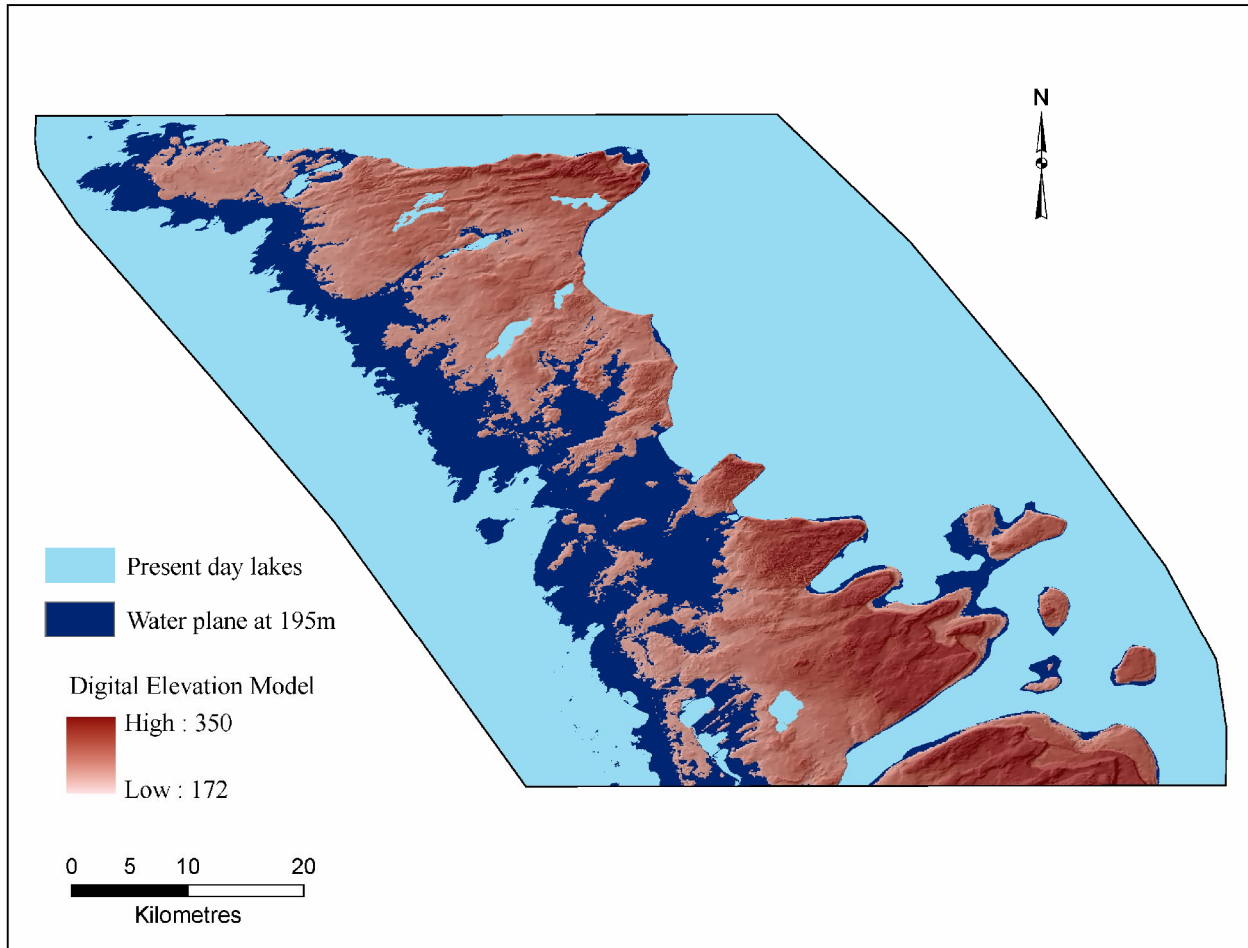 N
Present day lakes
Water plane at 195m
Digital Elevation Model
High : 350
Low : 172
0 5 10 20
Kilometres